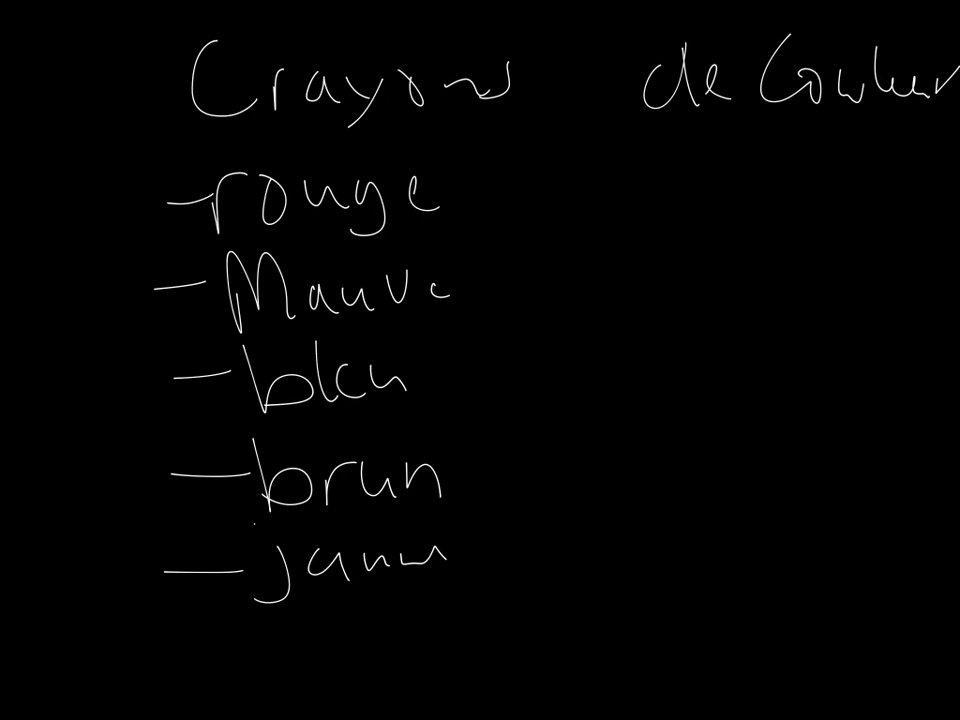 Crayons de Couleur
- rouge
- Mauve
- bleu
- brun
- jaune